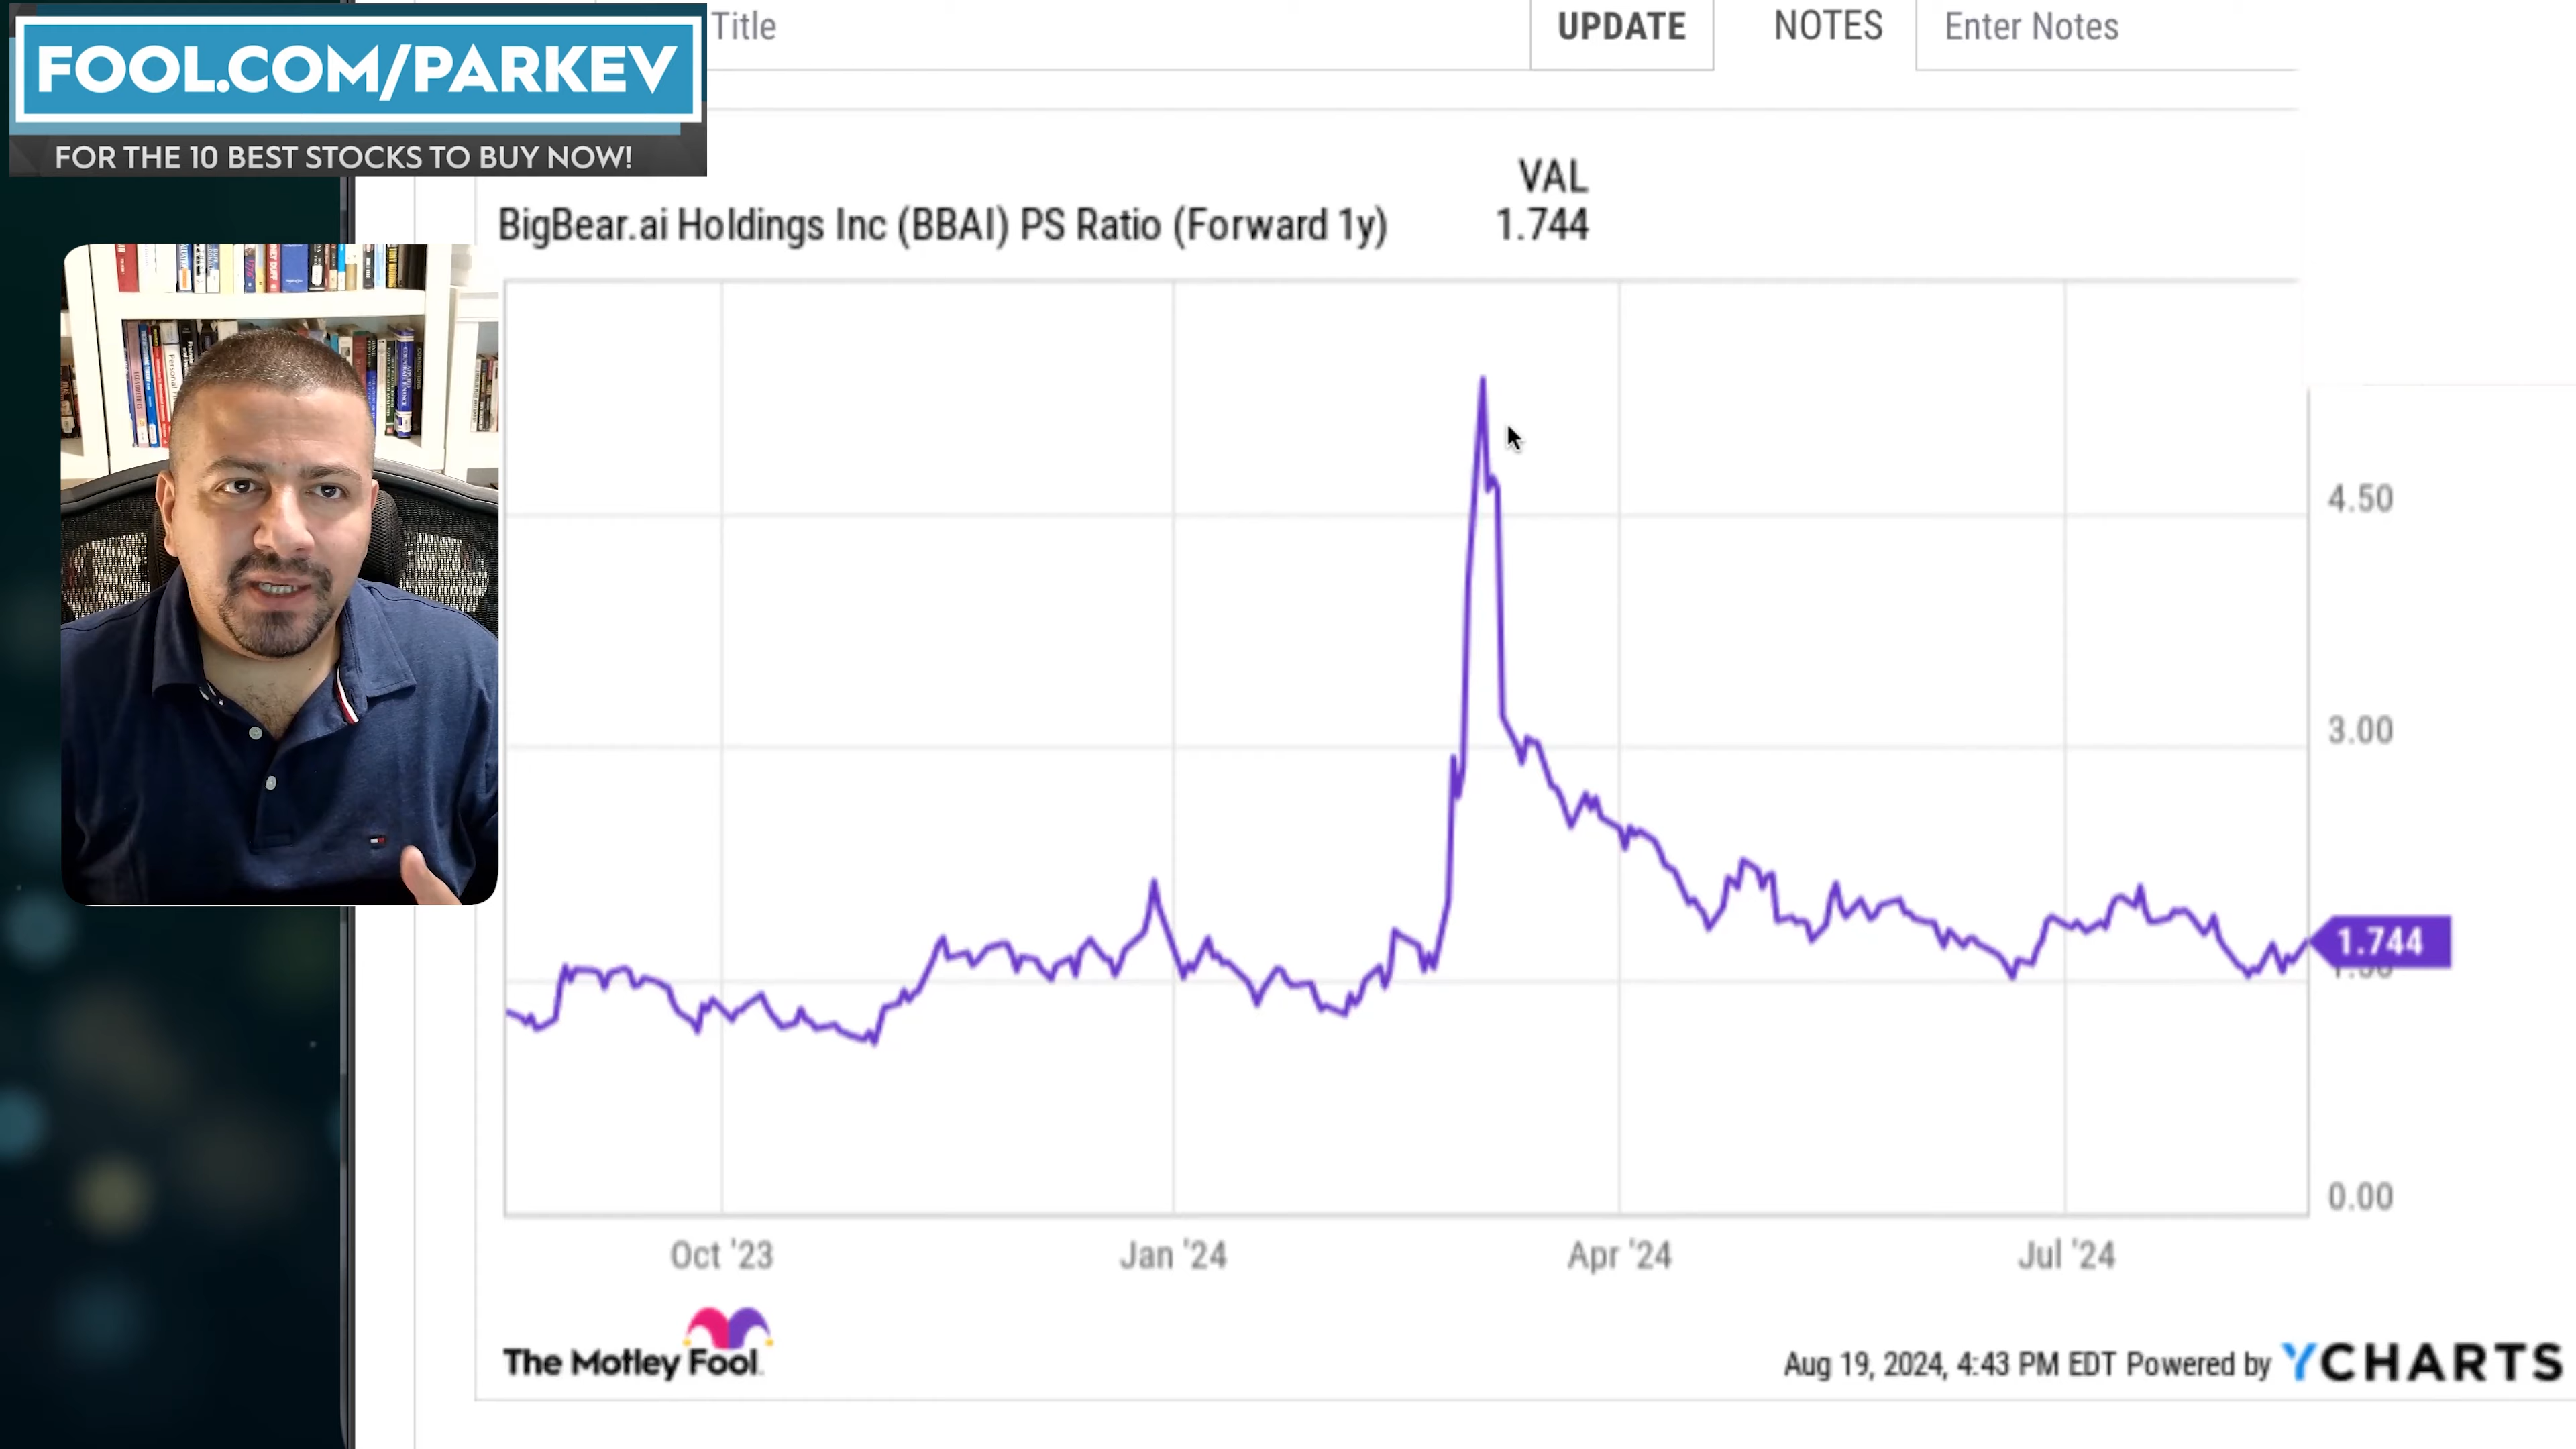 FOOL.COM/PARKEV
FOR THE 10 BEST STOCKS TO BUY NOW!
Title
UPDATE
NOTES
Enter Notes
VAL
BigBear.ai Holdings Inc (BBAI) PS Ratio (Forward 1y) 1.744
4.50
3.00
1.744
1.50
0.00
Oct '23
Jan '24
Apr '24
Jul '24
The Motley Fool.
Aug 19, 2024, 4:43 PM EDT Powered by YCHARTS